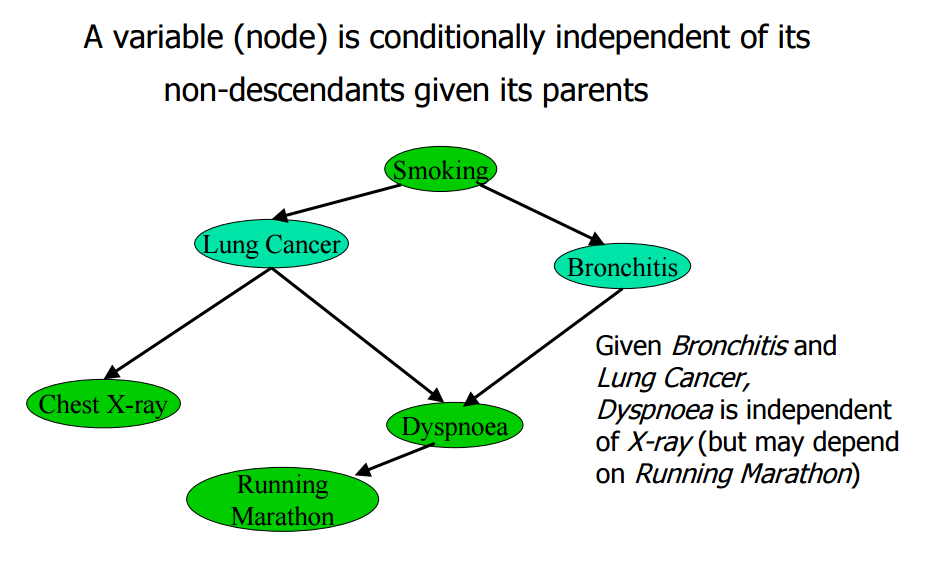 A variable (node) is conditionally independent of its
non-descendants given its parents
Smoking
Lung Cancer
Bronchitis
Given Bronchitis and
Lung Cancer,
Dyspnoea is independent
of X-ray (but may depend
on Running Marathon)
Chest X-ray
Dyspnoea
Running
Marathon